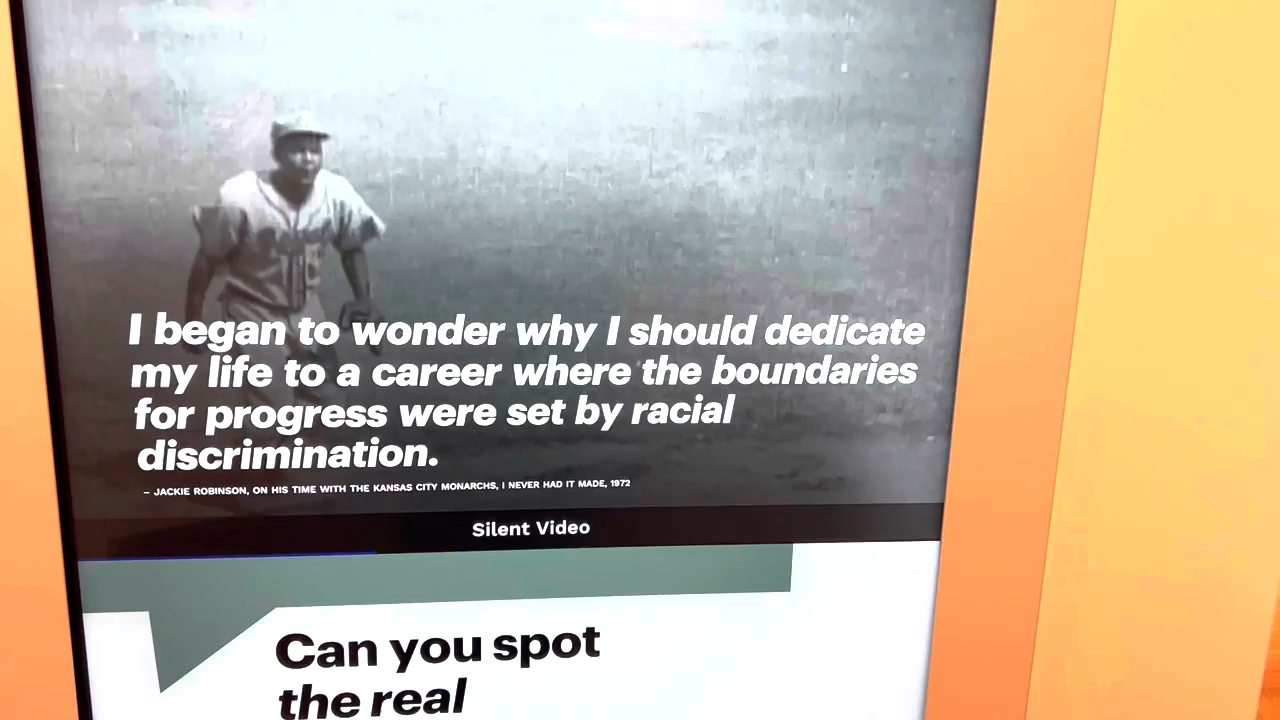 I began to wonder why I should dedicate
my life to a career where the boundaries
for progress were set by racial
discrimination.
– JACKIE ROBINSON, ON HIS TIME WITH THE KANSAS CITY MONARCHS, I NEVER HAD IT MADE, 1972
Silent Video
Can you spot
the real